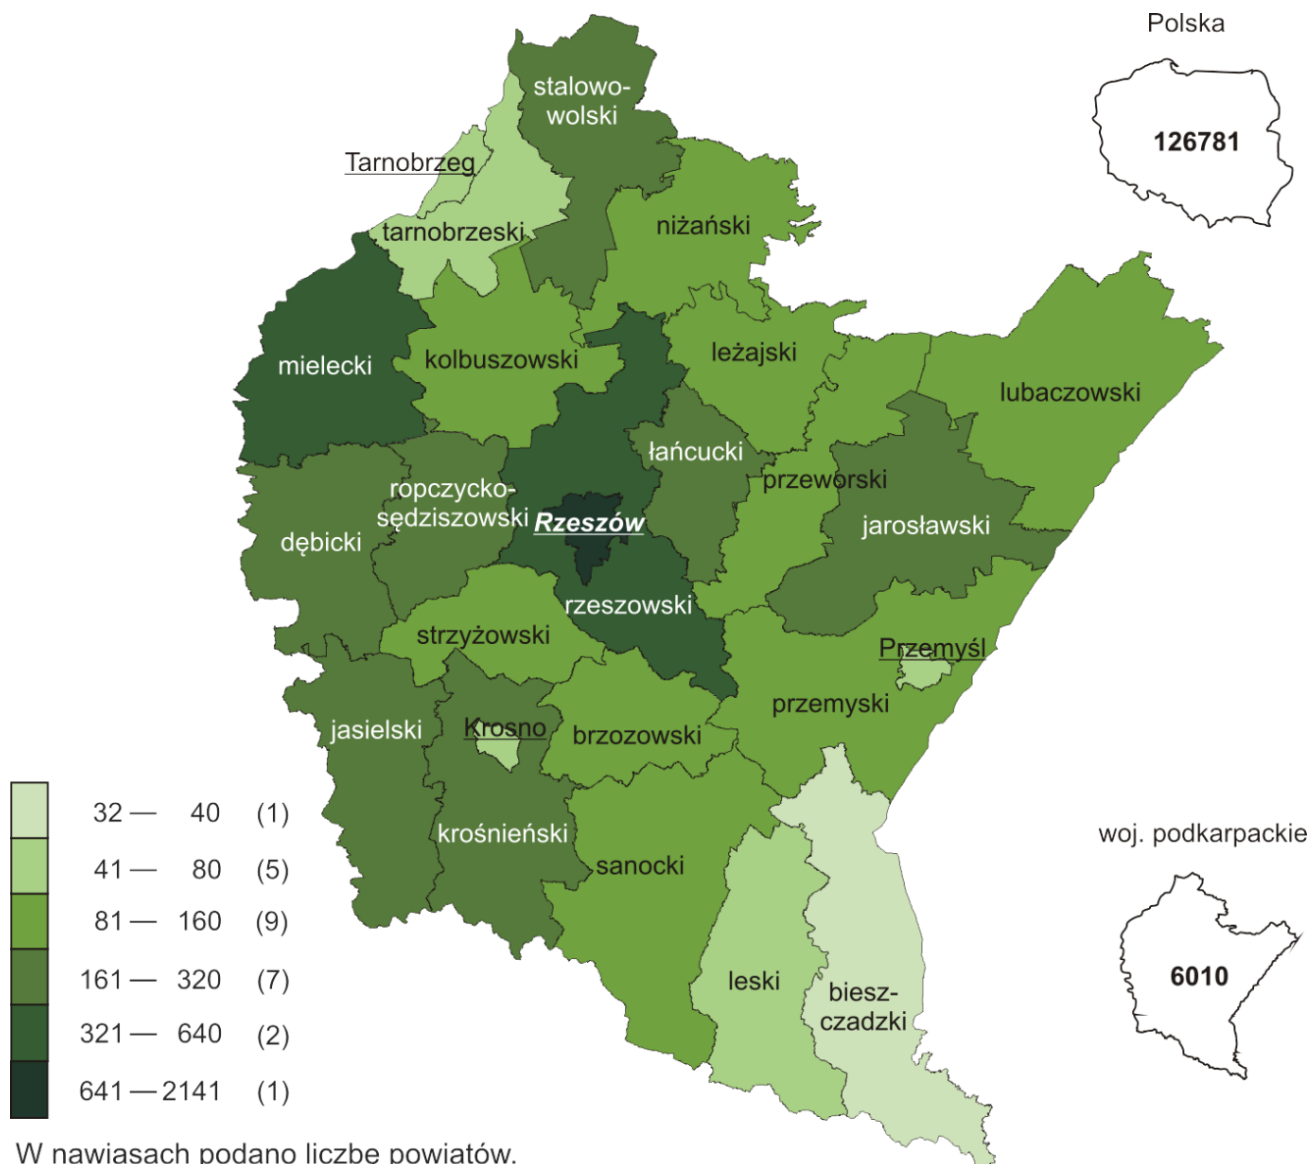 Polska
126781
stalowo-
wolski
Tarnobrzeg
tarnobrzeski
niżański
mielecki
kolbuszowski
leżajski
lubaczowski
łańcucki
przeworski
ropczycko-
sędziszowski
Rzeszów
jarosławski
dębicki
rzeszowski
strzyżowski
Przemyśl
przemyski
jasielski
Krosno
brzozowski
krośnieński
sanocki
leski
biesz-
czadzki
32 — 40 (1)
41 — 80 (5)
81 — 160 (9)
161 — 320 (7)
321 — 640 (2)
641 — 2141 (1)
woj. podkarpackie
6010
W nawiasach podano liczbę powiatów.